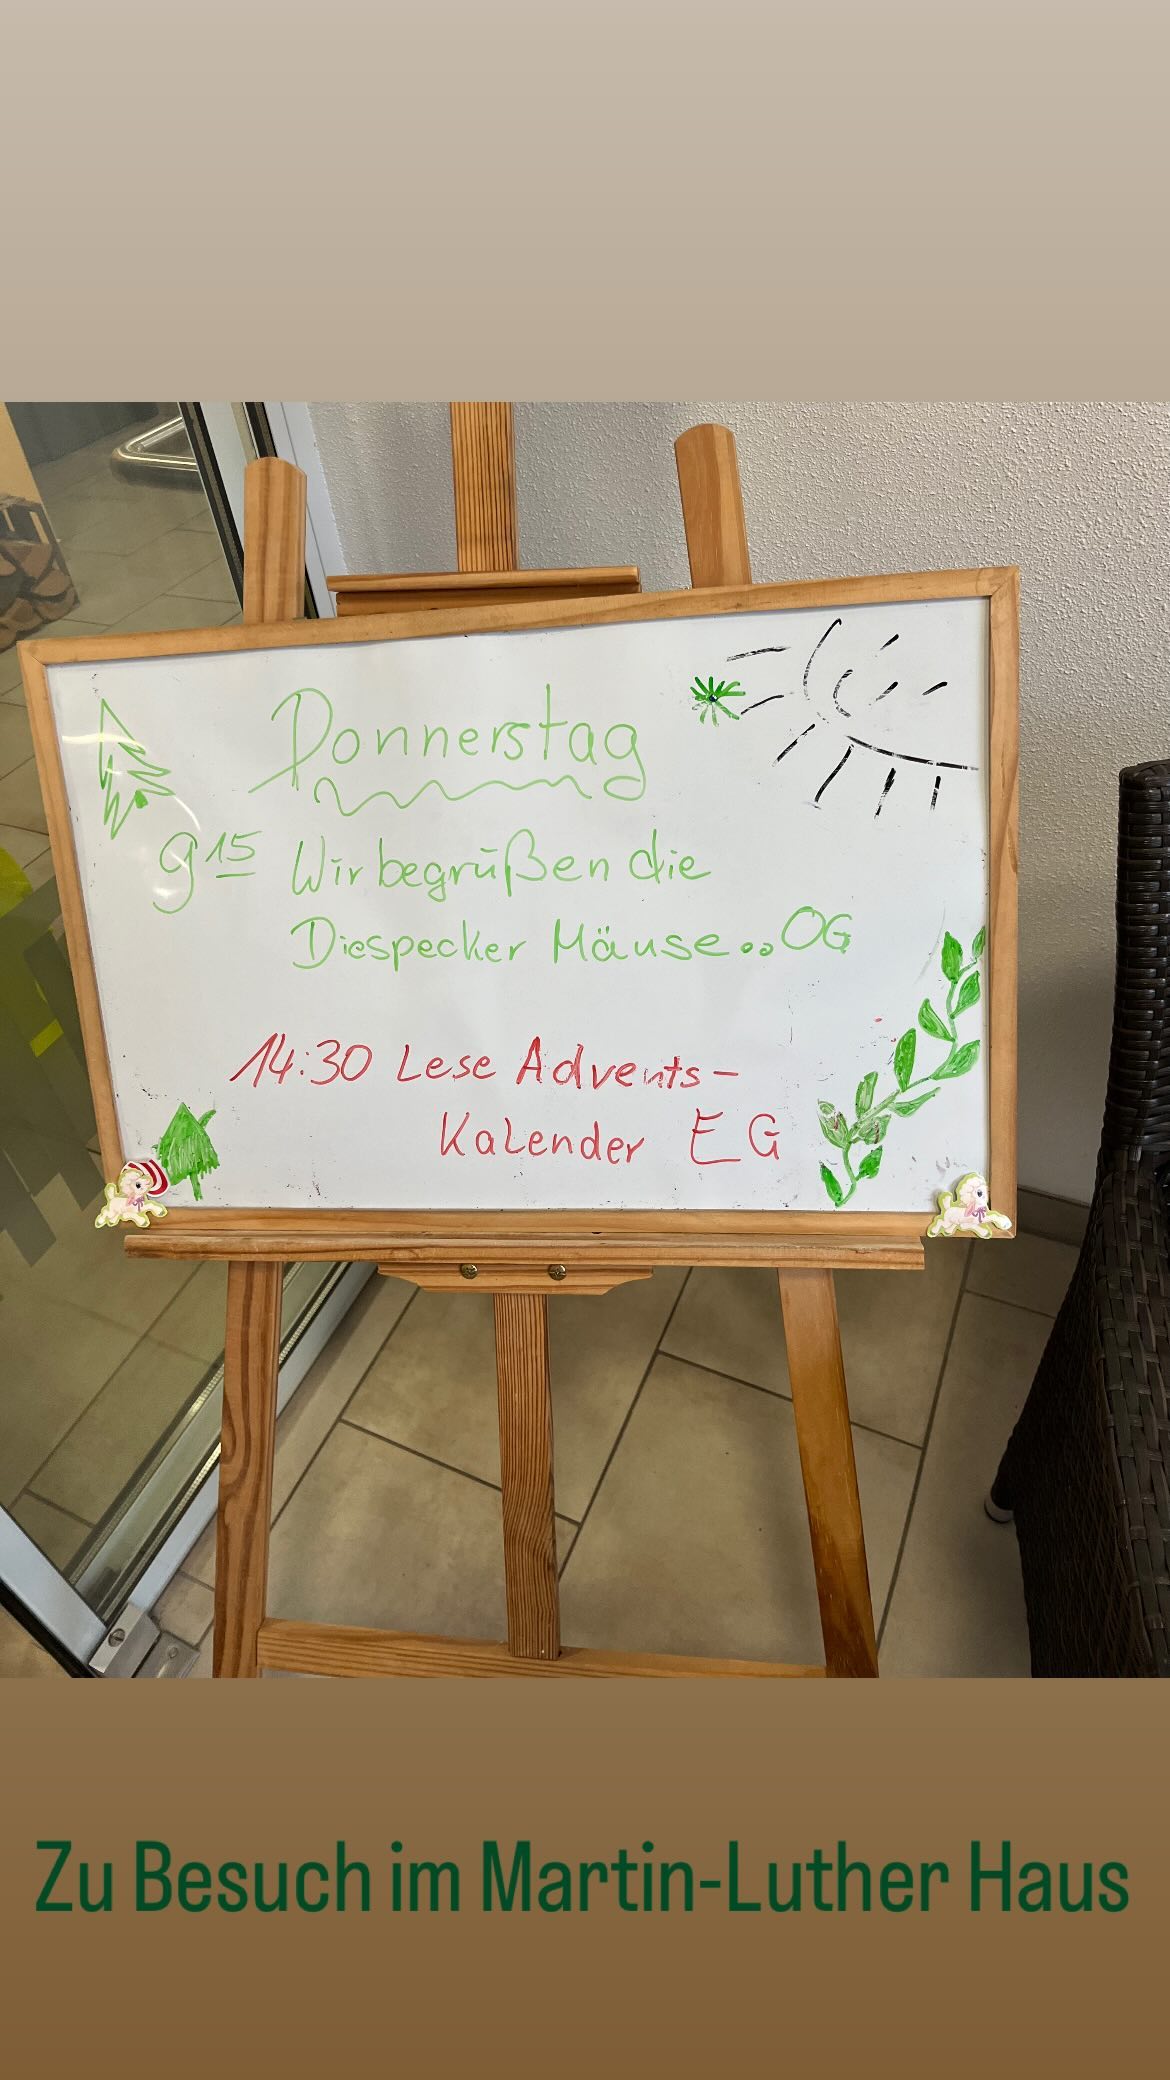 Donnerstag
9 15 Wir begrüßen die
Diespecker Mäuse.. OG
14:30 Lese Advents-
Kalender EG
Zu Besuch im Martin-Luther Haus